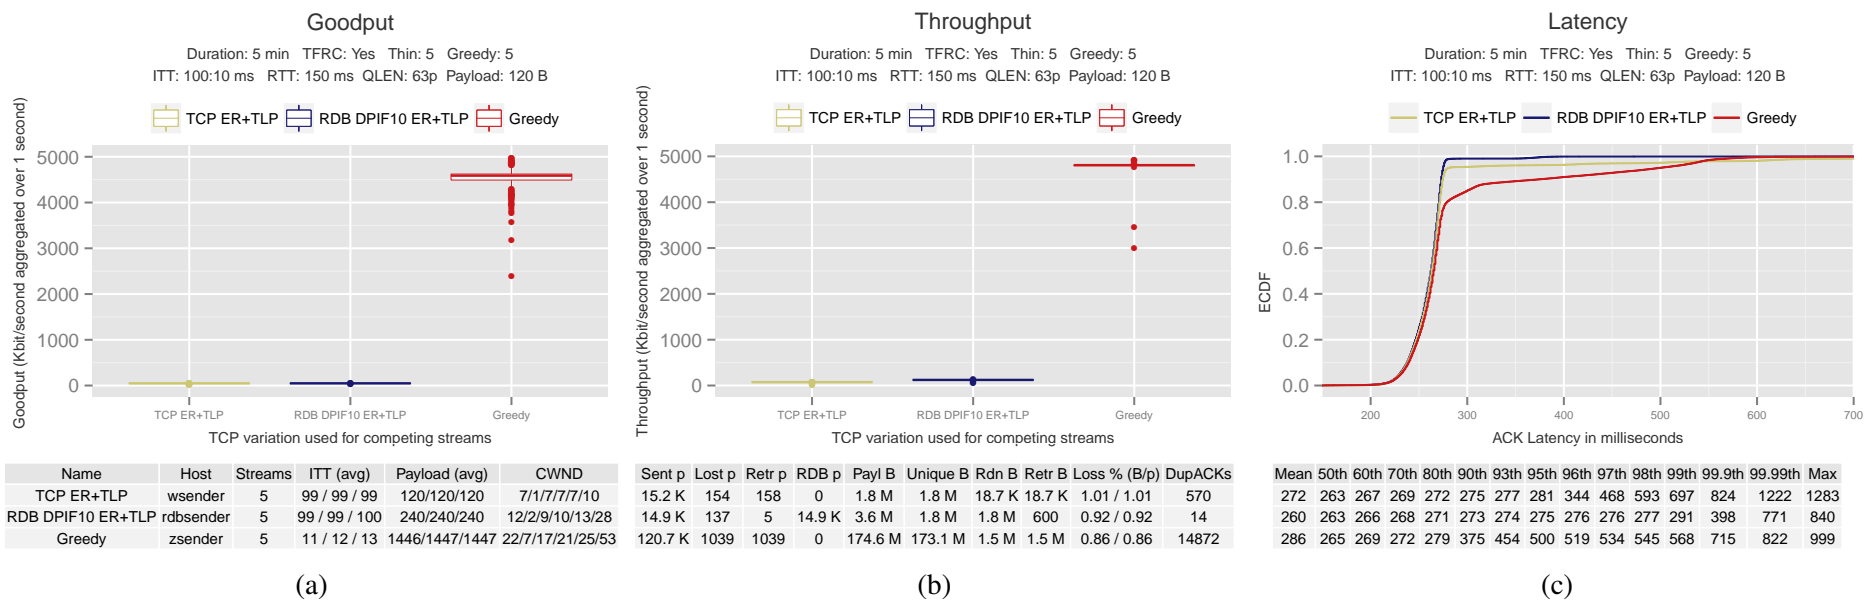 Goodput
Duration: 5 min TFRC: Yes Thin: 5 Greedy: 5
ITT: 100:10 ms RTT: 150 ms QLEN: 63p Payload: 120 B
TCP ER+TLP RDB DPIF10 ER+TLP Greedy
Goodput (Kbit/second aggregated over 1 second)
5000
4000
3000
2000
1000
0
TCP ER+TLP RDB DPIF10 ER+TLP Greedy
TCP variation used for competing streams
Name Host Streams ITT (avg) Payload (avg) CWND
TCP ER+TLP wsender 5 99 / 99 / 99 120/120/120 7/1/7/7/7/10
RDB DPIF10 ER+TLP rdbsender 5 99 / 99 / 100 240/240/240 12/2/9/10/13/28
Greedy zsender 5 11 / 12 / 13 1446/1447/1447 22/7/17/21/25/53
(a)
Throughput
Duration: 5 min TFRC: Yes Thin: 5 Greedy: 5
ITT: 100:10 ms RTT: 150 ms QLEN: 63p Payload: 120 B
TCP ER+TLP RDB DPIF10 ER+TLP Greedy
Throughput (Kbit/second aggregated over 1 second)
5000
4000
3000
2000
1000
0
TCP ER+TLP RDB DPIF10 ER+TLP Greedy
TCP variation used for competing streams
Sent p Lost p Retr p RDB p Payl B Unique B Rdn B Retr B Loss % (B/p) DupACKs
15.2 K 154 158 0 1.8 M 1.8 M 18.7 K 18.7 K 1.01 / 1.01 570
14.9 K 137 5 14.9 K 3.6 M 1.8 M 1.8 M 600 0.92 / 0.92 14
120.7 K 1039 1039 0 174.6 M 173.1 M 1.5 M 1.5 M 0.86 / 0.86 14872
(b)
Latency
Duration: 5 min TFRC: Yes Thin: 5 Greedy: 5
ITT: 100:10 ms RTT: 150 ms QLEN: 63p Payload: 120 B
TCP ER+TLP RDB DPIF10 ER+TLP Greedy
ECDF
1.0
0.8
0.6
0.4
0.2
0.0
200 300 400 500 600 700
ACK Latency in milliseconds
Mean 50th 60th 70th 80th 90th 93th 95th 96th 97th 98th 99th 99.9th 99.99th Max
272 263 267 269 272 275 277 281 344 468 593 697 824 1222 1283
260 263 266 268 271 273 274 275 276 276 277 291 398 771 840
286 265 269 272 279 375 454 500 519 534 545 568 715 822 999
(c)